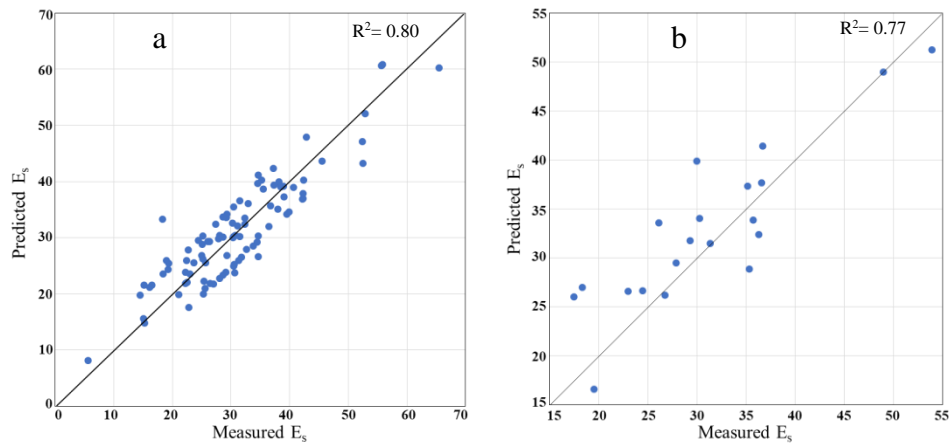 a
R²= 0.80
70
60
50
40
30
20
10
0
0 10 20 30 40 50 60 70
Predicted Eₛ
Measured Eₛ
b
R²= 0.77
55
50
45
40
35
30
25
20
15
15 20 25 30 35 40 45 50 55
Predicted Eₛ
Measured Eₛ